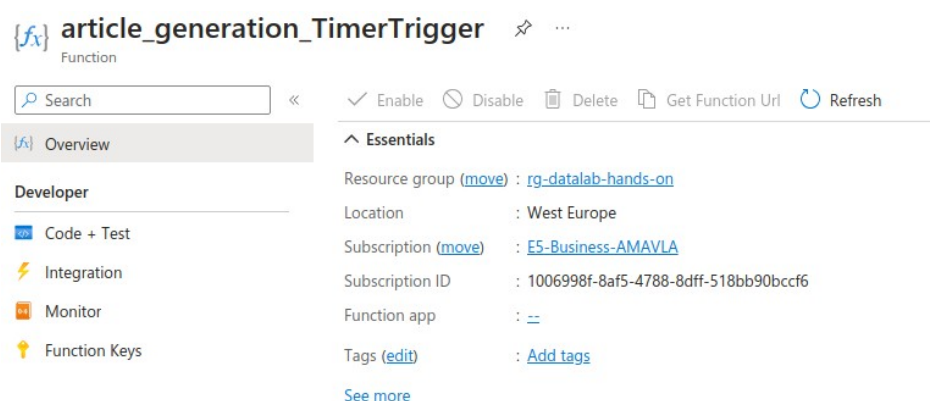 {fx} article_generation_TimerTrigger ...
Function
Search «
Enable Disable Delete Get Function Url Refresh
{fx} Overview
Essentials
Resource group (move) : rg-datalab-hands-on
Developer
Location : West Europe
Code + Test
Subscription (move) : E5-Business-AMAVLA
Integration
Subscription ID : 1006998f-8af5-4788-8dff-518bb90bccf6
Monitor
Function app : --
Function Keys
Tags (edit) : Add tags
See more